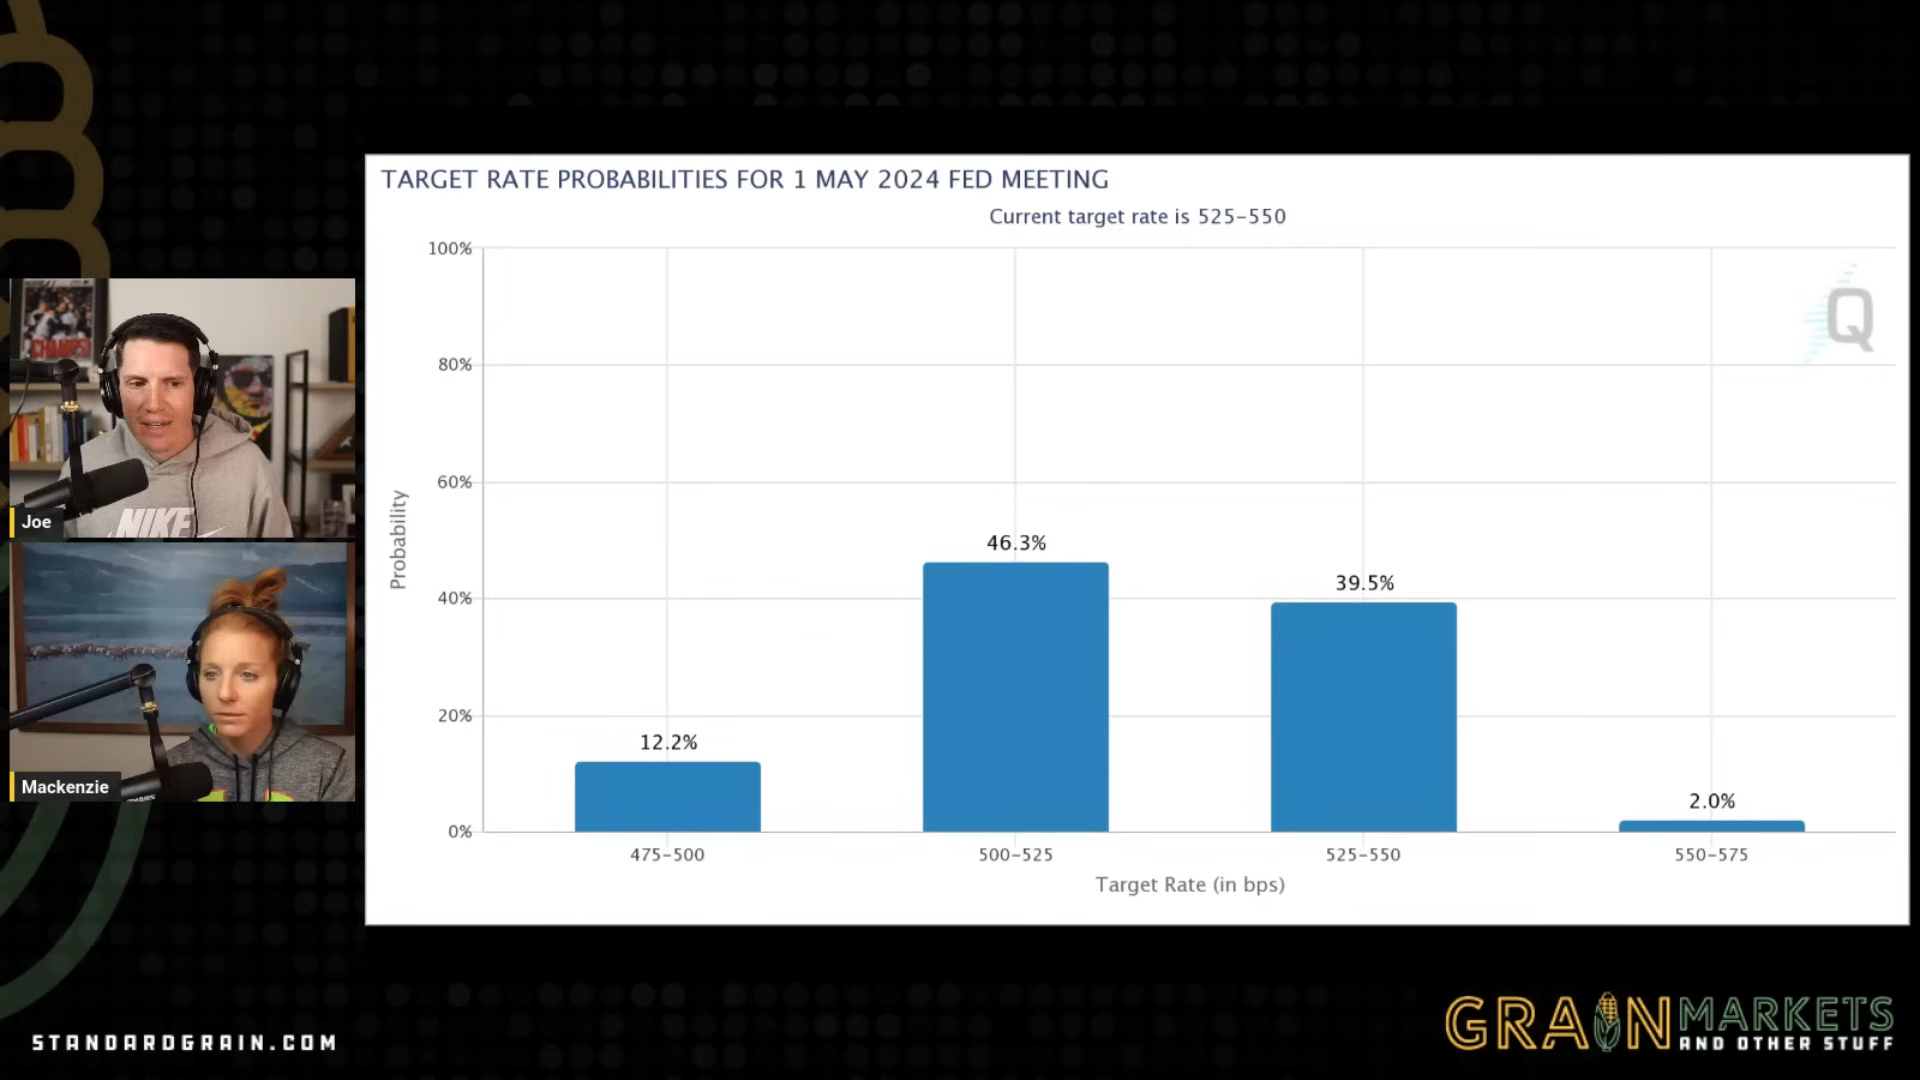 TARGET RATE PROBABILITIES FOR 1 MAY 2024 FED MEETING
Current target rate is 525-550
Probability
100%
80%
60%
40%
20%
0%
12.2%
46.3%
39.5%
2.0%
475-500
500-525
525-550
550-575
Target Rate (in bps)
Q
CHAMPS!
NIKE
Joe
Mackenzie
STANDARDGRAIN.COM
GRAIN MARKETS
AND OTHER STUFF